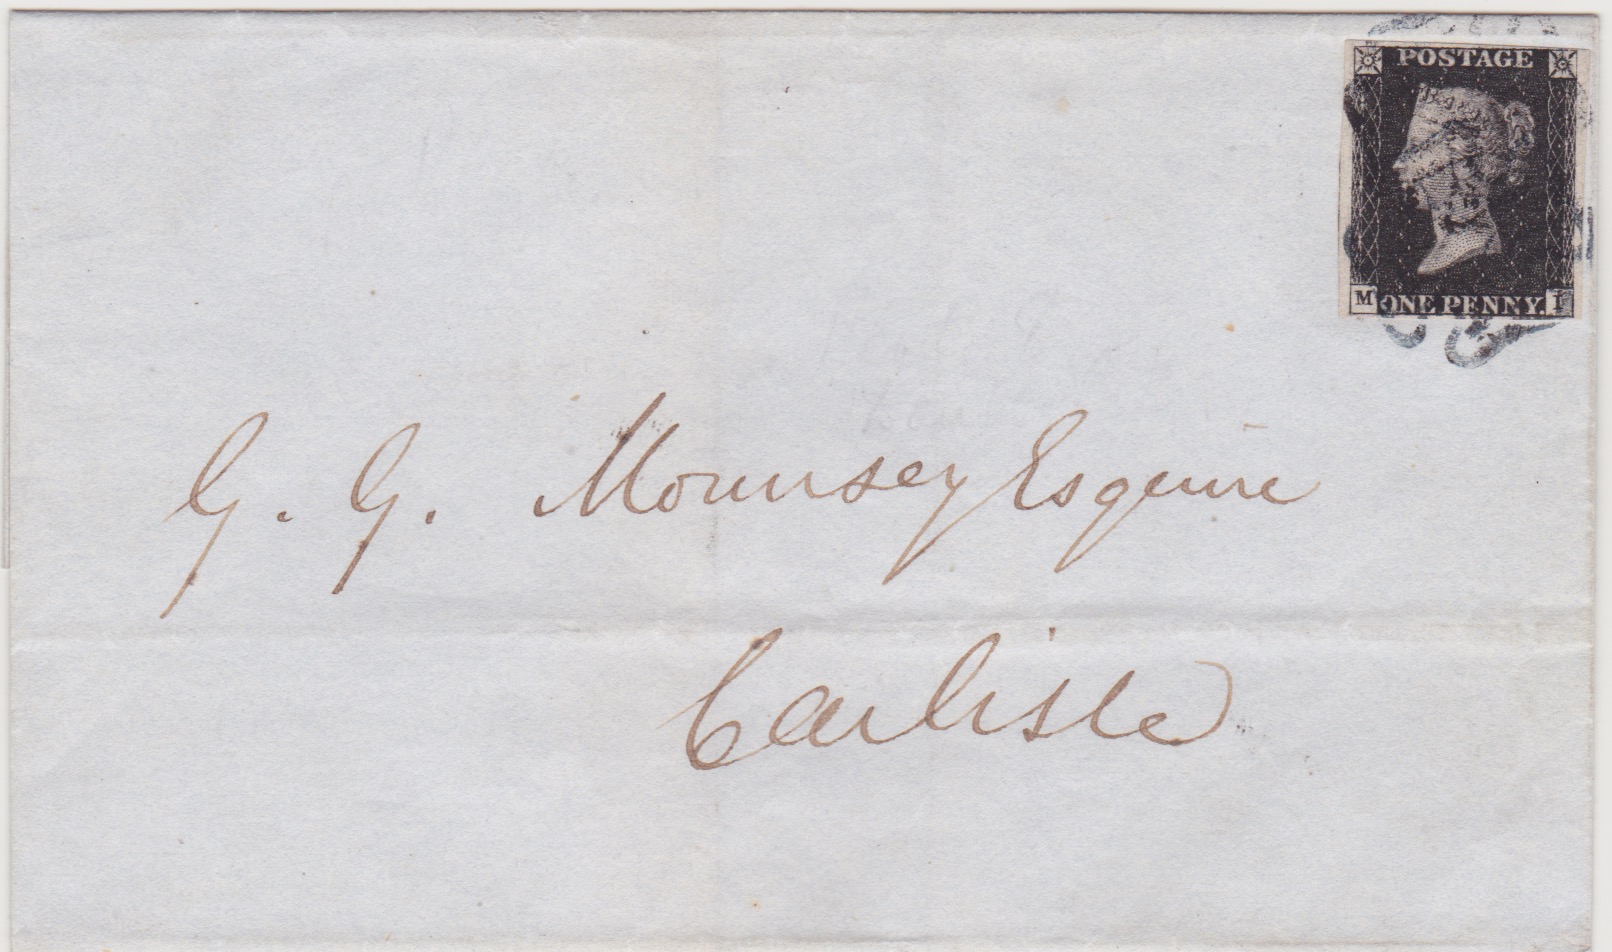 POSTAGE
M ONE PENNY. I
G. G. Mounsey Esquire
Carlisle